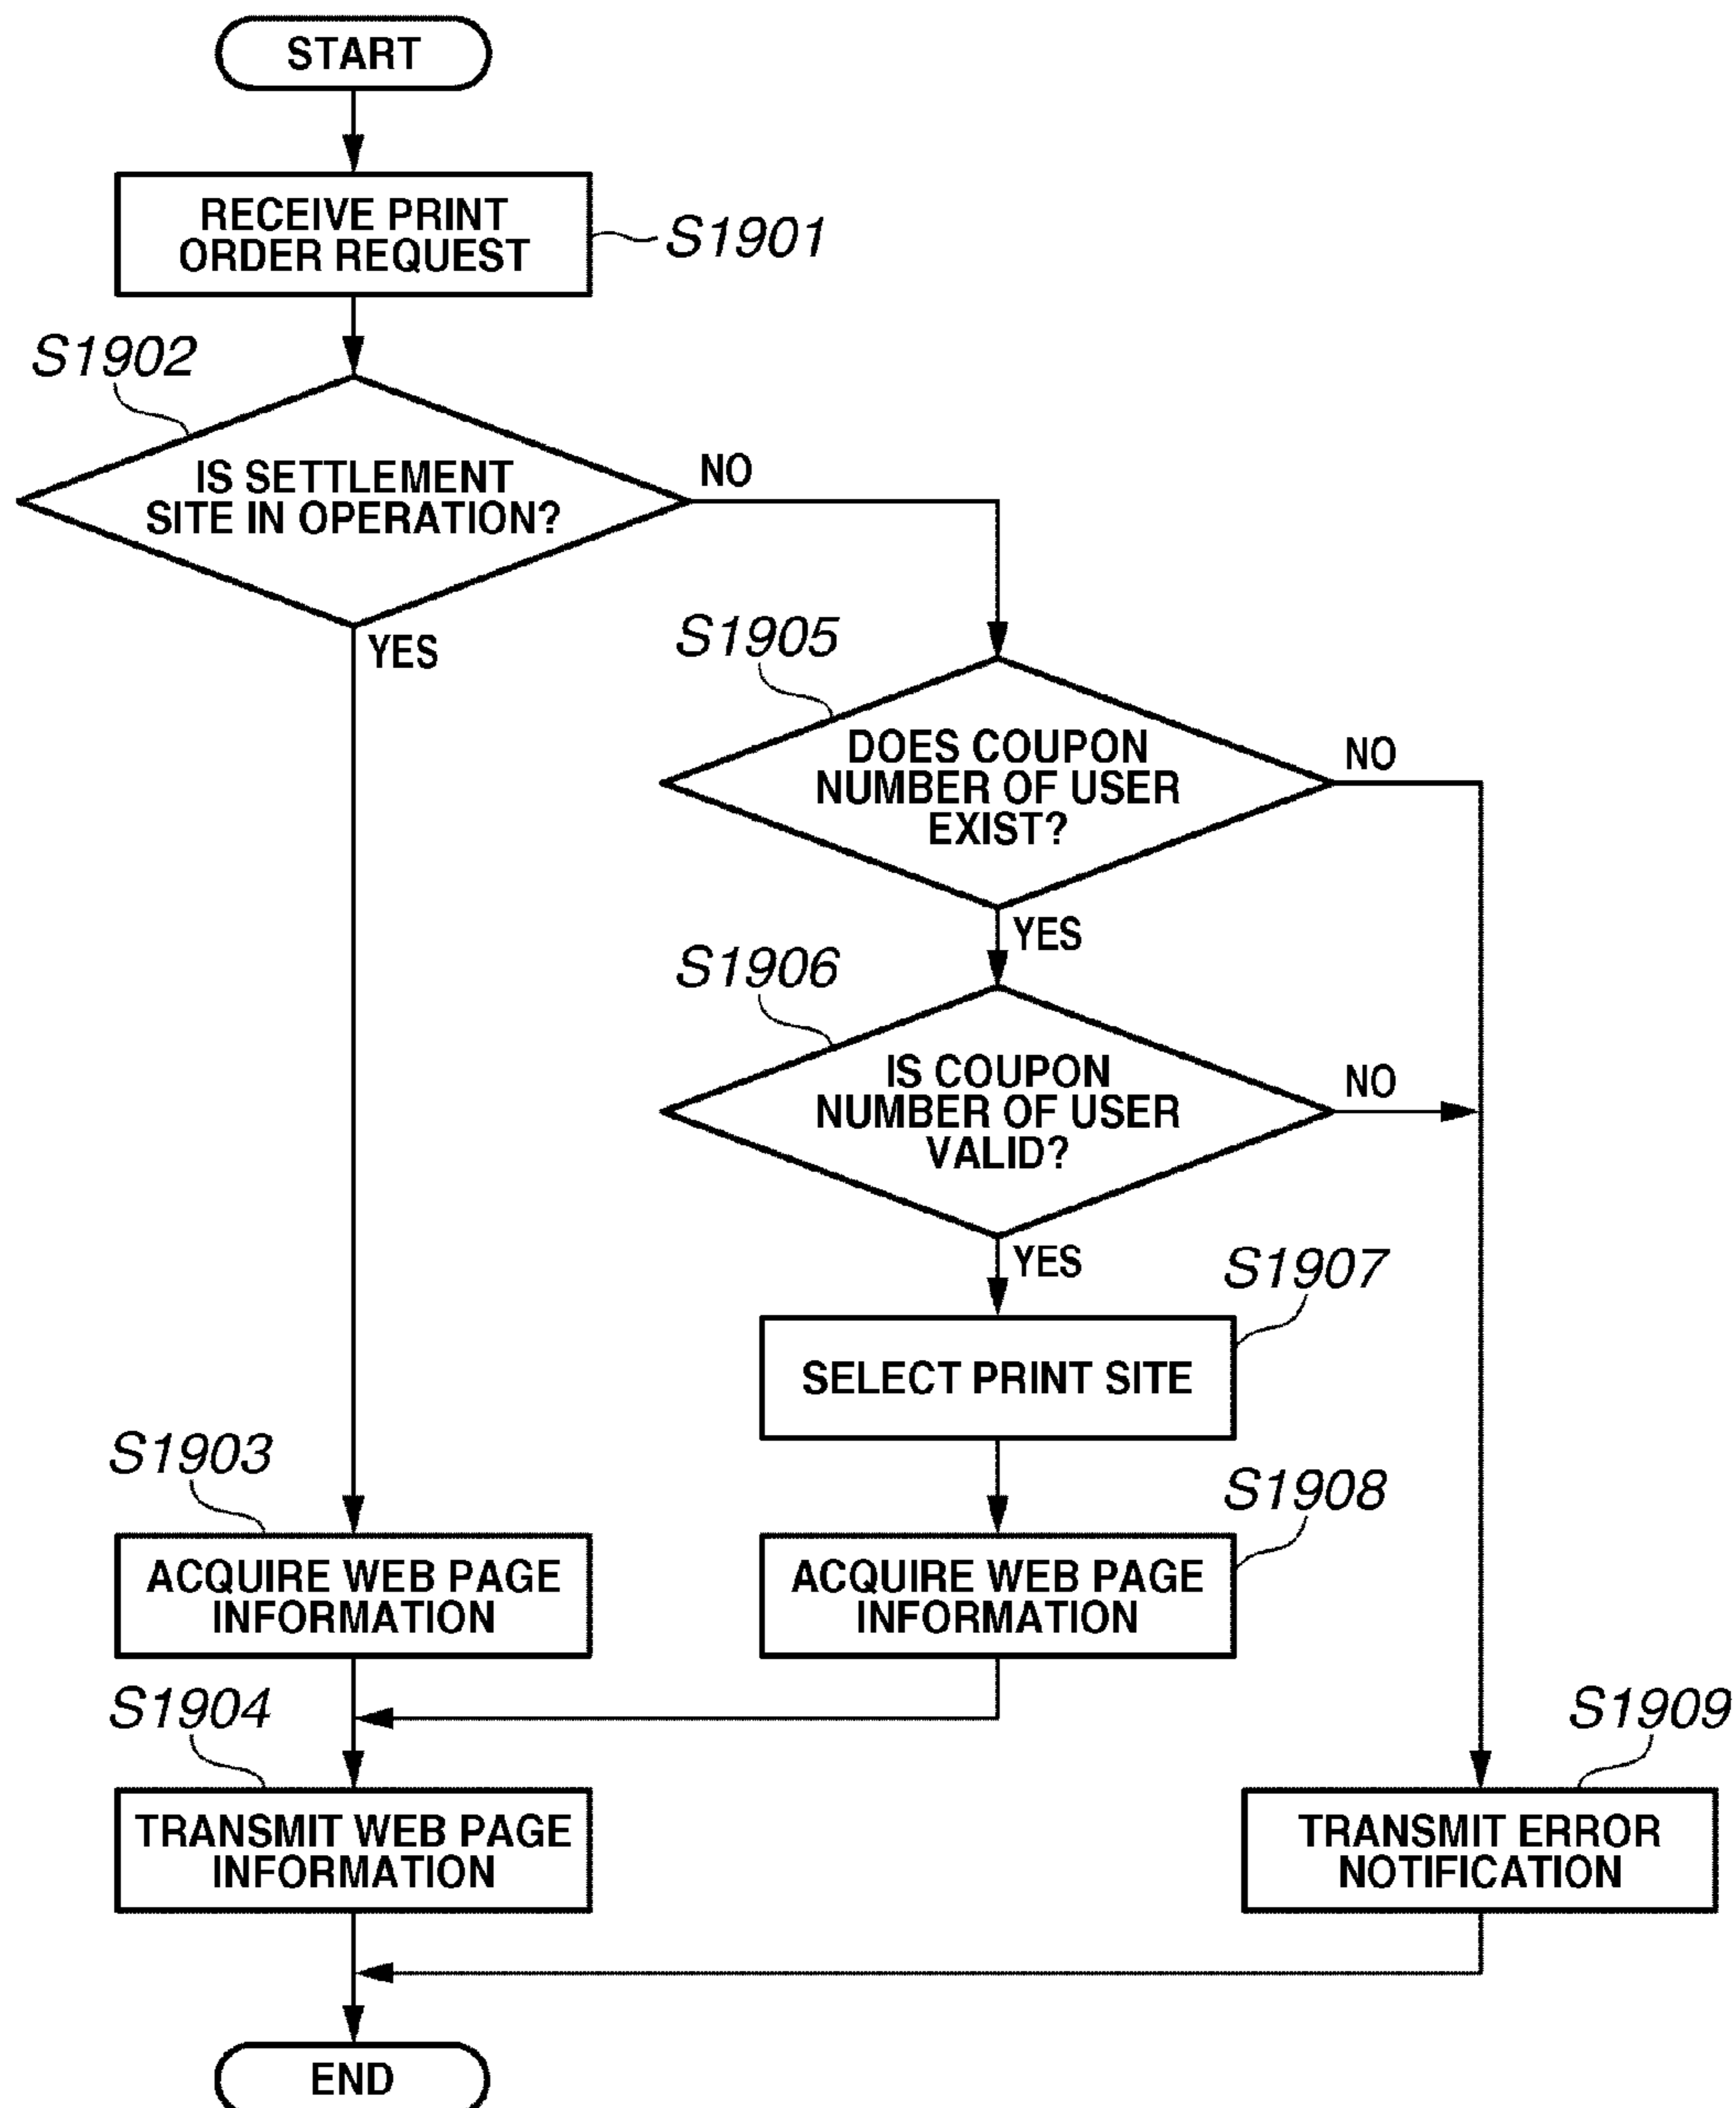 START
RECEIVE PRINT
ORDER REQUEST
S1901
S1902
IS SETTLEMENT
SITE IN OPERATION?
NO
YES
S1905
DOES COUPON
NUMBER OF USER
EXIST?
NO
YES
S1906
IS COUPON
NUMBER OF USER
VALID?
NO
YES
S1907
SELECT PRINT SITE
S1903
ACQUIRE WEB PAGE
INFORMATION
S1908
ACQUIRE WEB PAGE
INFORMATION
S1904
TRANSMIT WEB PAGE
INFORMATION
S1909
TRANSMIT ERROR
NOTIFICATION
END